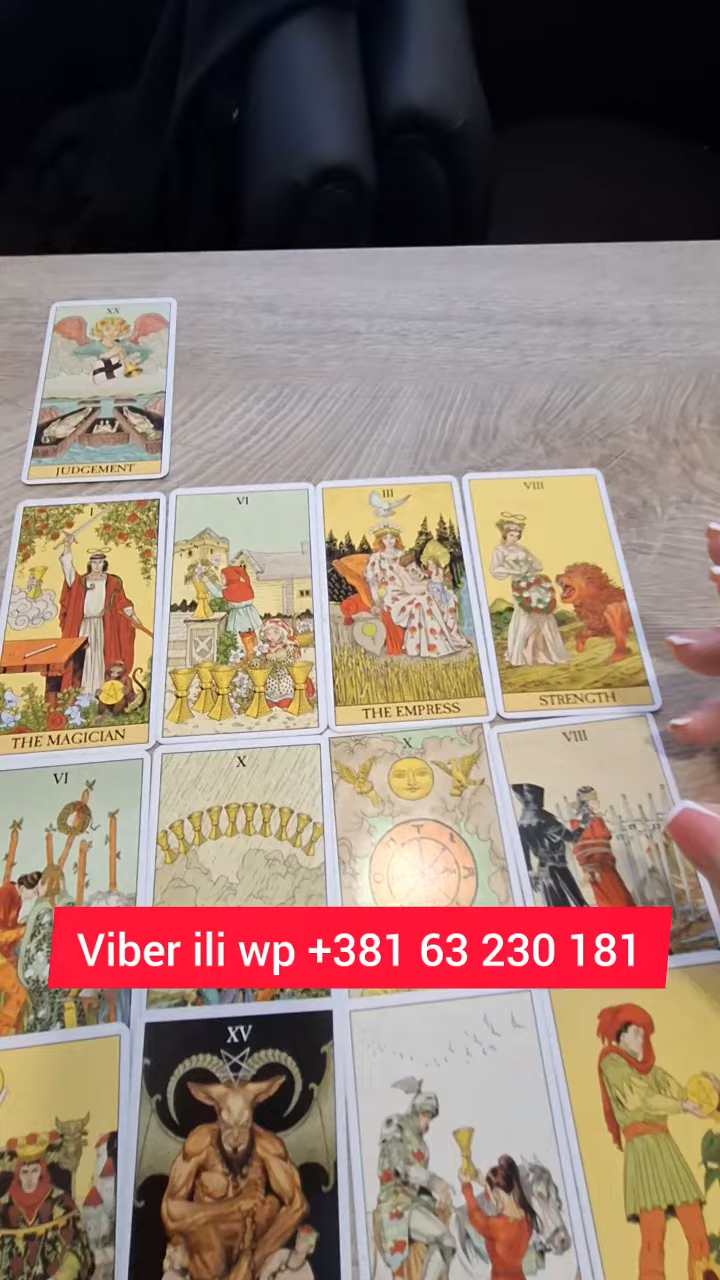 XX
JUDGEMENT
I
THE MAGICIAN
VI
III
THE EMPRESS
VIII
STRENGTH
VI
X
X
VIII
Viber ili wp +381 63 230 181
XV